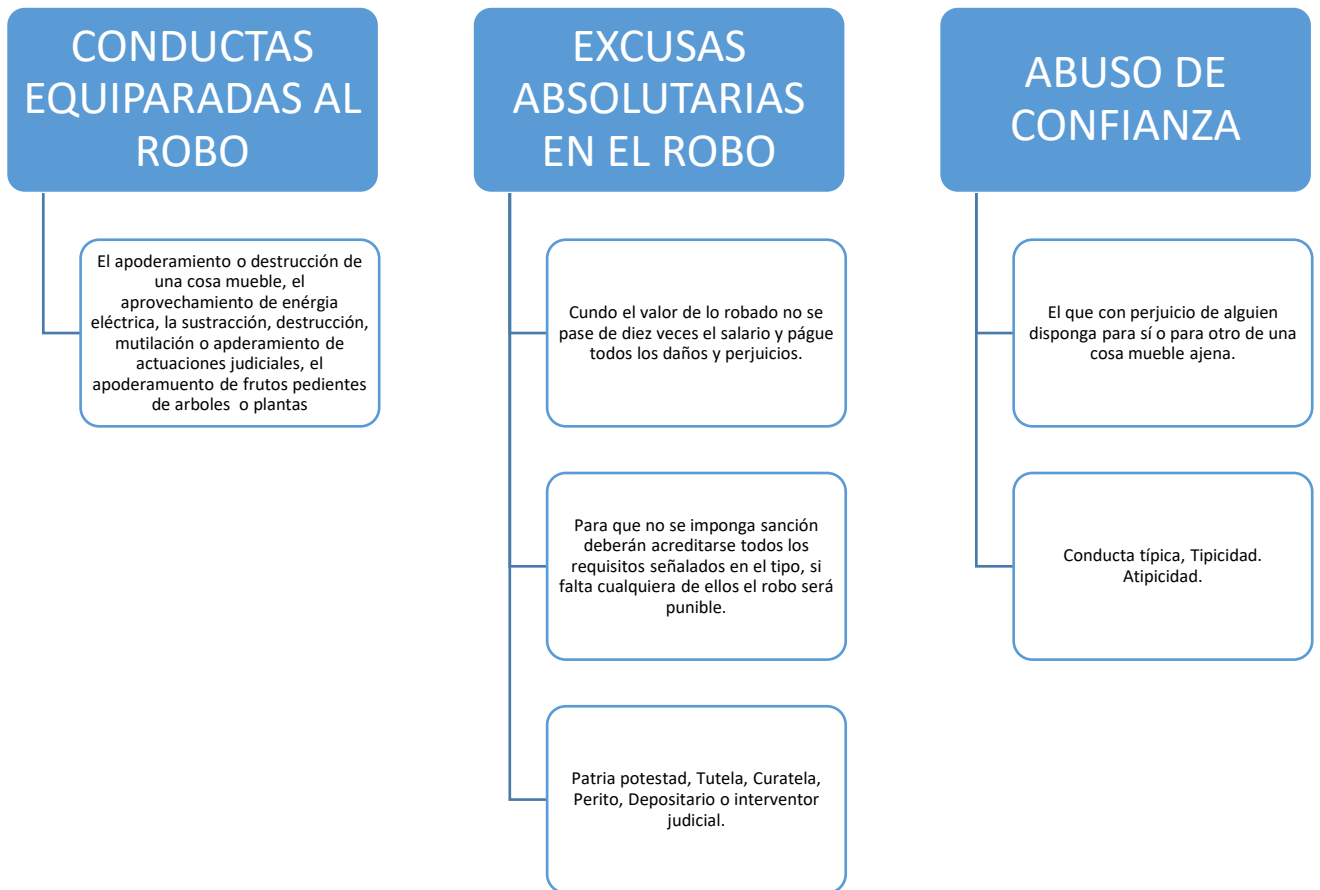 CONDUCTAS
EQUIPARADAS AL
ROBO
El apoderamiento o destrucción de
una cosa mueble, el
aprovechamiento de enérgia
eléctrica, la sustracción, destrucción,
mutilación o apderamiento de
actuaciones judiciales, el
apoderamuento de frutos pedientes
de arboles o plantas
EXCUSAS
ABSOLUTARIAS
EN EL ROBO
Cundo el valor de lo robado no se
pase de diez veces el salario y págue
todos los daños y perjuicios.
Para que no se imponga sanción
deberán acreditarse todos los
requisitos señalados en el tipo, si
falta cualquiera de ellos el robo será
punible.
Patria potestad, Tutela, Curatela,
Perito, Depositario o interventor
judicial.
ABUSO DE
CONFIANZA
El que con perjuicio de alguien
disponga para sí o para otro de una
cosa mueble ajena.
Conducta típica, Tipicidad.
Atipicidad.